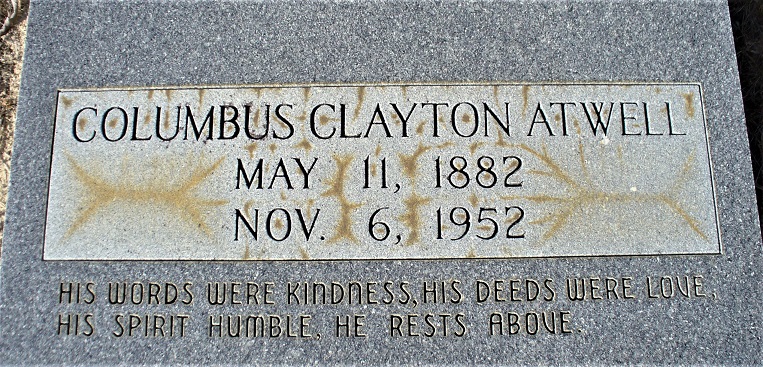 COLUMBUS CLAYTON ATWELL
MAY 11, 1882
NOV. 6, 1952
HIS WORDS WERE KINDNESS, HIS DEEDS WERE LOVE,
HIS SPIRIT HUMBLE, HE RESTS ABOVE.